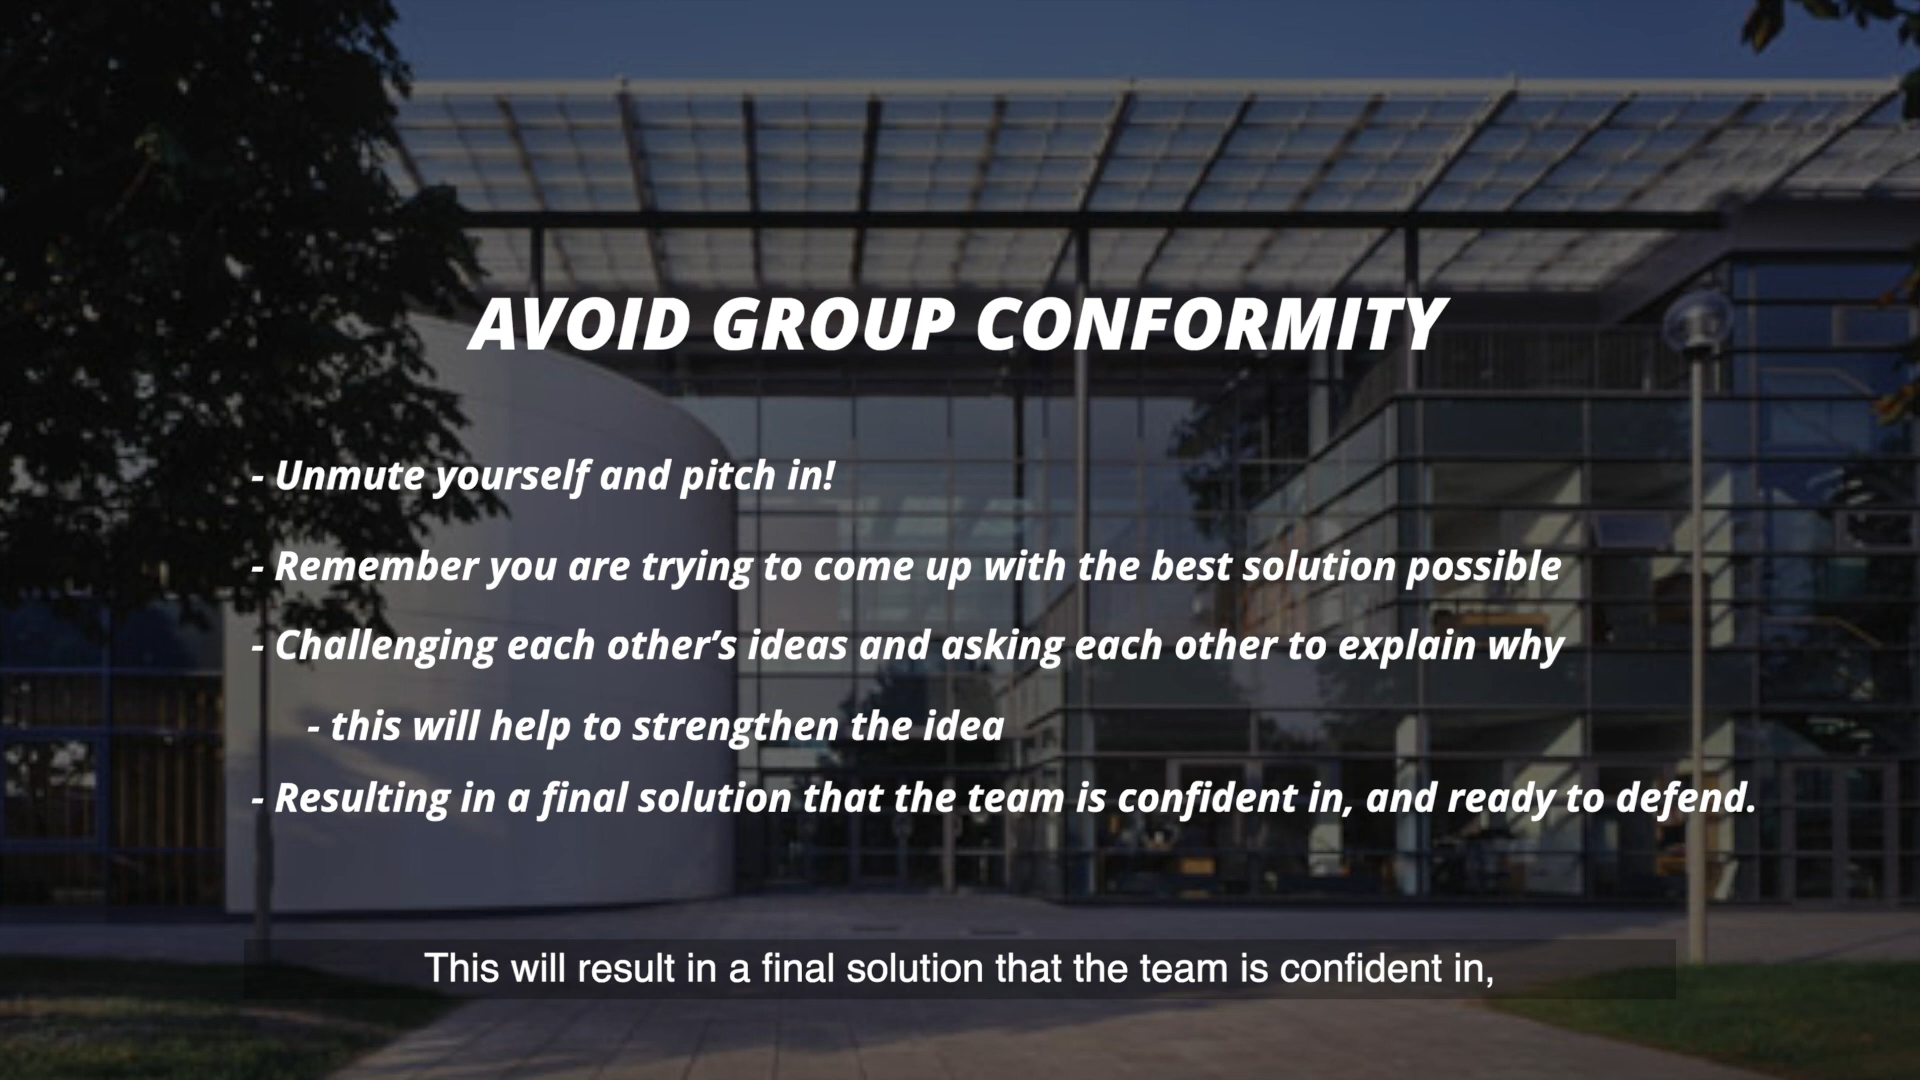 AVOID GROUP CONFORMITY
- Unmute yourself and pitch in!
- Remember you are trying to come up with the best solution possible
- Challenging each other’s ideas and asking each other to explain why
- this will help to strengthen the idea
- Resulting in a final solution that the team is confident in, and ready to defend.
This will result in a final solution that the team is confident in,